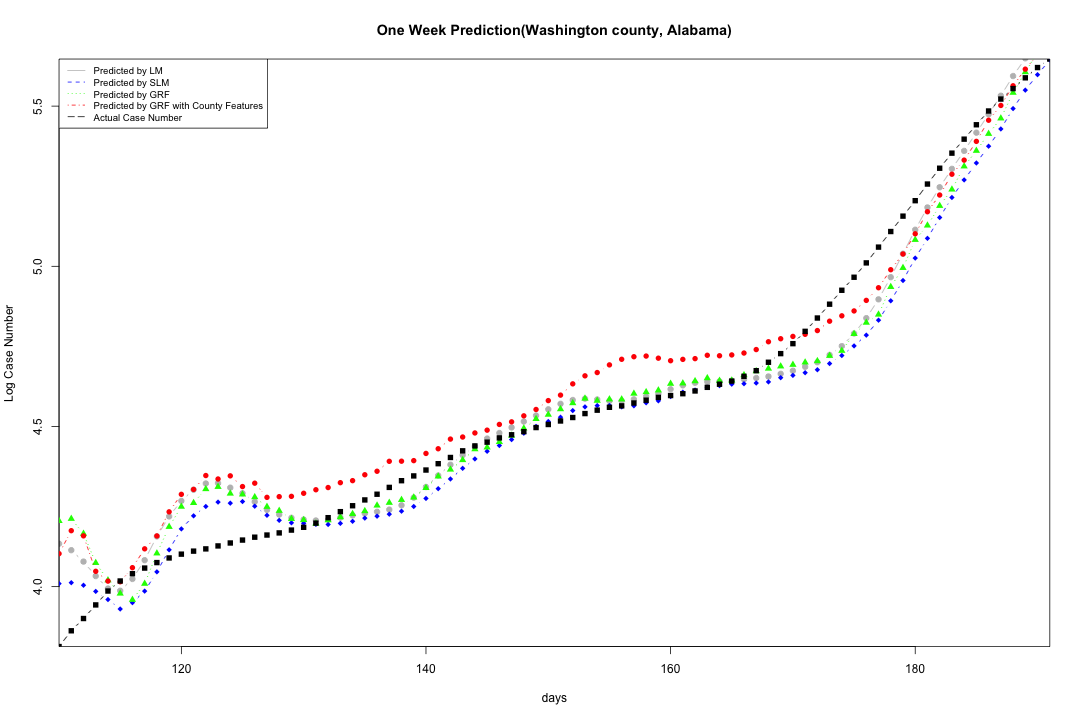 One Week Prediction(Washington county, Alabama)
Predicted by LM
Predicted by SLM
Predicted by GRF
Predicted by GRF with County Features
Actual Case Number
5.5
5.0
4.5
4.0
Log Case Number
120
140
160
180
days